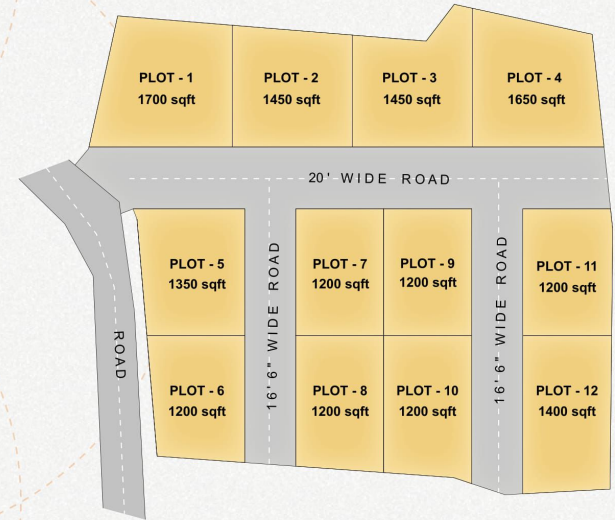 PLOT - 1
1700 sqft
PLOT - 2
1450 sqft
PLOT - 3
1450 sqft
PLOT - 4
1650 sqft
20' WIDE ROAD
PLOT - 5
1350 sqft
PLOT - 7
1200 sqft
PLOT - 9
1200 sqft
PLOT - 11
1200 sqft
16' 6" WIDE ROAD
16' 6" WIDE ROAD
ROAD
PLOT - 6
1200 sqft
PLOT - 8
1200 sqft
PLOT - 10
1200 sqft
PLOT - 12
1400 sqft